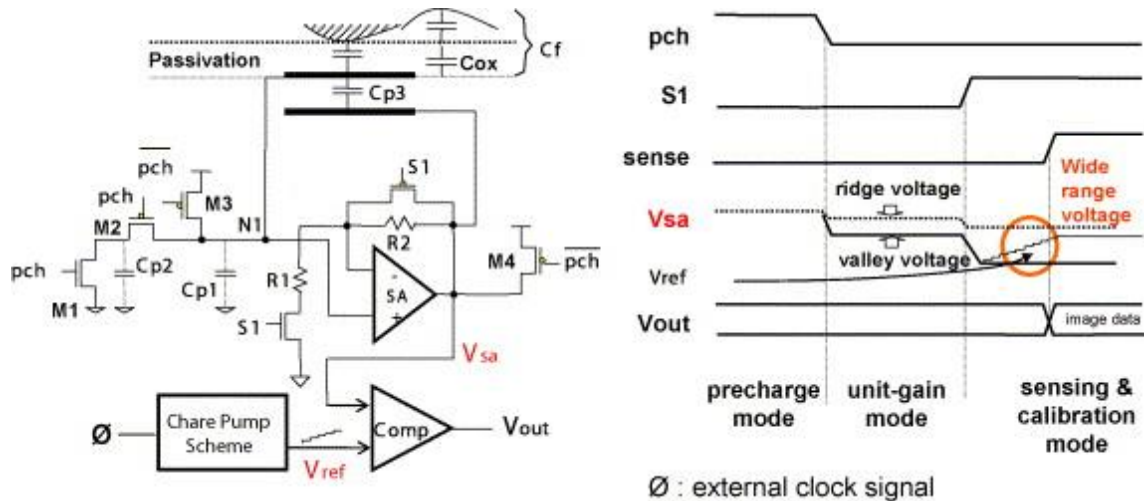 Passivation
Cox
Cf
Cp3
pch
pch
M3
M2
N1
S1
R2
pch
Cp2
Cp1
R1
M4
pch
M1
S1
-
SA
+
Vsa
Ø
Chare Pump
Scheme
Vref
Comp
Vout
pch
S1
sense
Wide
range
voltage
ridge voltage
Vsa
valley voltage
Vref
Vout
image data
precharge
mode
unit-gain
mode
sensing &
calibration
mode
Ø : external clock signal